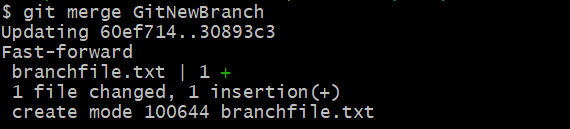 $ git merge GitNewBranch
Updating 60ef714..30893c3
Fast-forward
 branchfile.txt | 1 +
 1 file changed, 1 insertion(+)
 create mode 100644 branchfile.txt